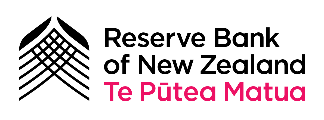 Reserve Bank
of New Zealand
Te Pūtea Matua